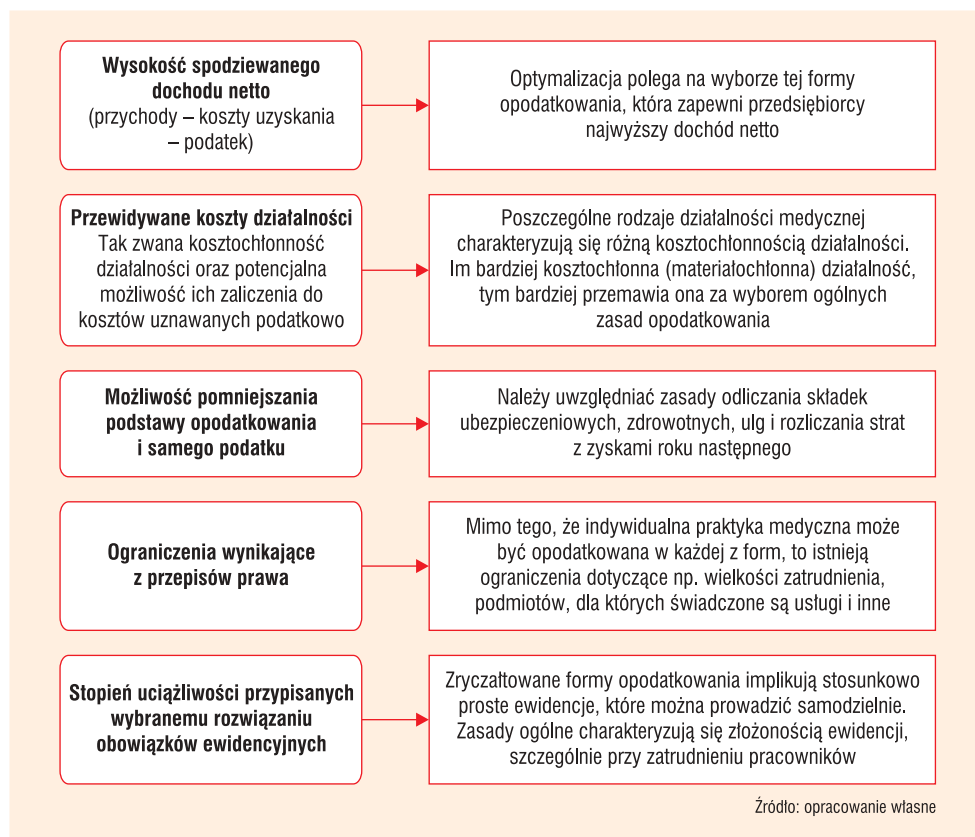 Wysokość spodziewanego
dochodu netto
(przychody – koszty uzyskania
– podatek)
Optymalizacja polega na wyborze tej formy
opodatkowania, która zapewni przedsiębiorcy
najwyższy dochód netto
Przewidywane koszty działalności
Tak zwana kosztochłonność
działalności oraz potencjalna
możliwość ich zaliczenia do
kosztów uznawanych podatkowo
Poszczególne rodzaje działalności medycznej
charakteryzują się różną kosztochłonnością działalności.
Im bardziej kosztochłonna (materiałochłonna) działalność,
tym bardziej przemawia ona za wyborem ogólnych
zasad opodatkowania
Możliwość pomniejszania
podstawy opodatkowania
i samego podatku
Należy uwzględniać zasady odliczania składek
ubezpieczeniowych, zdrowotnych, ulg i rozliczania strat
z zyskami roku następnego
Ograniczenia wynikające
z przepisów prawa
Mimo tego, że indywidualna praktyka medyczna może
być opodatkowana w każdej z form, to istnieją
ograniczenia dotyczące np. wielkości zatrudnienia,
podmiotów, dla których świadczone są usługi i inne
Stopień uciążliwości przypisanych
wybranemu rozwiązaniu
obowiązków ewidencyjnych
Zryczałtowane formy opodatkowania implikują stosunkowo
proste ewidencje, które można prowadzić samodzielnie.
Zasady ogólne charakteryzują się złożonością ewidencji,
szczególnie przy zatrudnieniu pracowników
Źródło: opracowanie własne